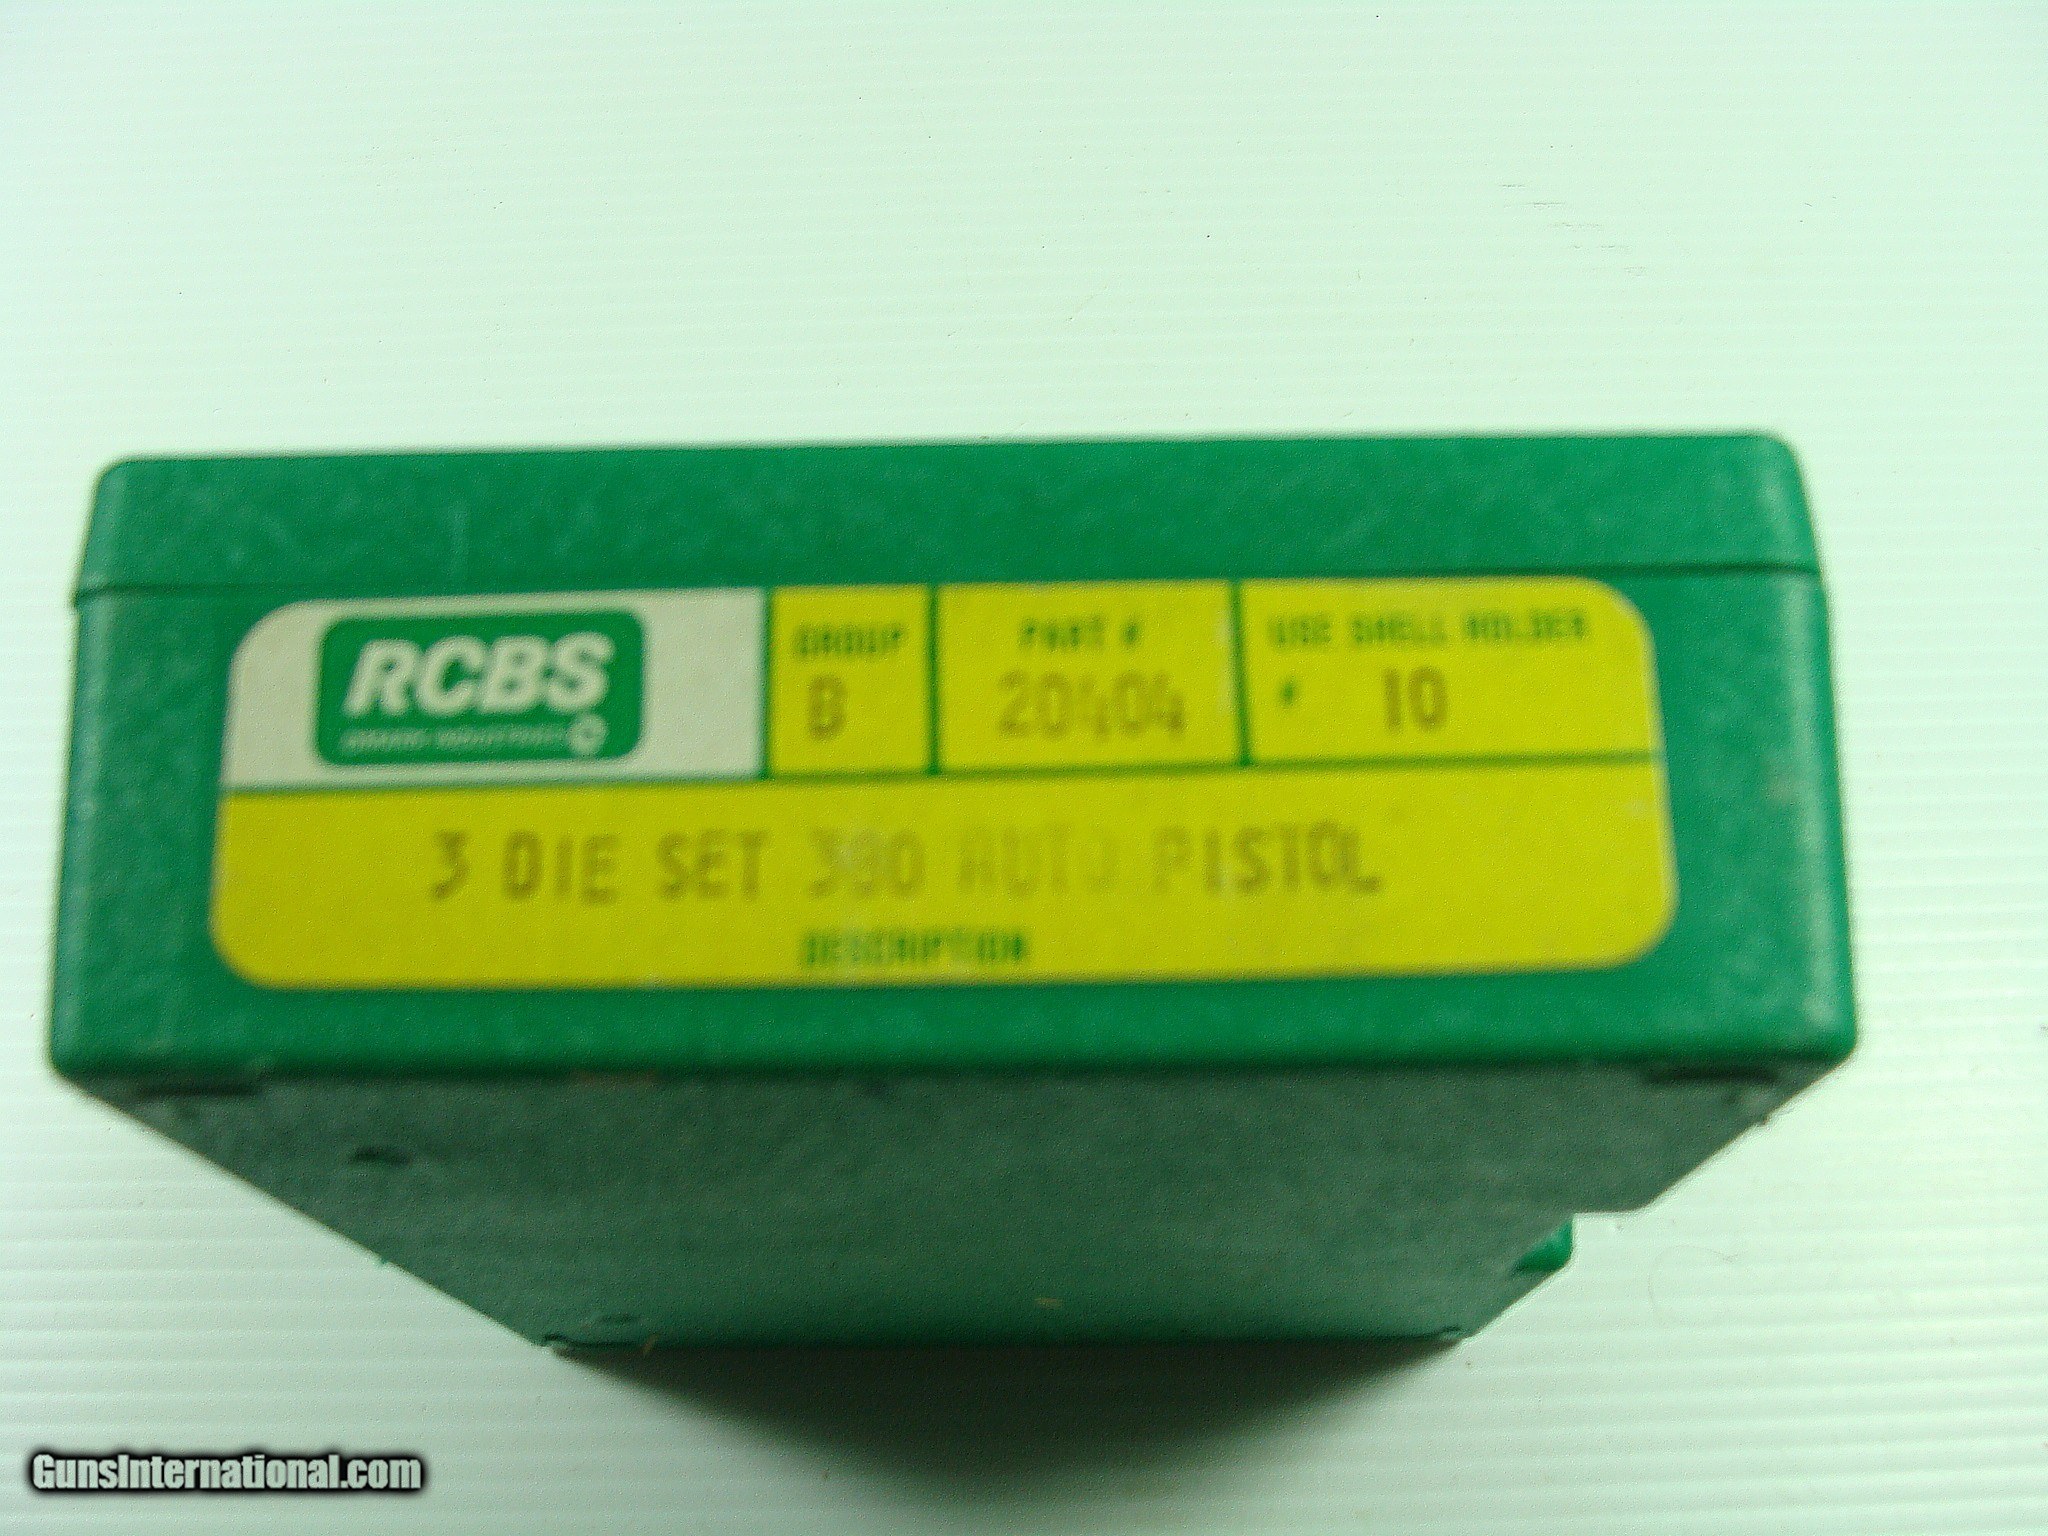 RCBS
GROUP
B
PART #
20404
USE SHELL HOLDER
# 10
3 DIE SET 380 AUTO PISTOL
DESCRIPTION
GunsInternational.com